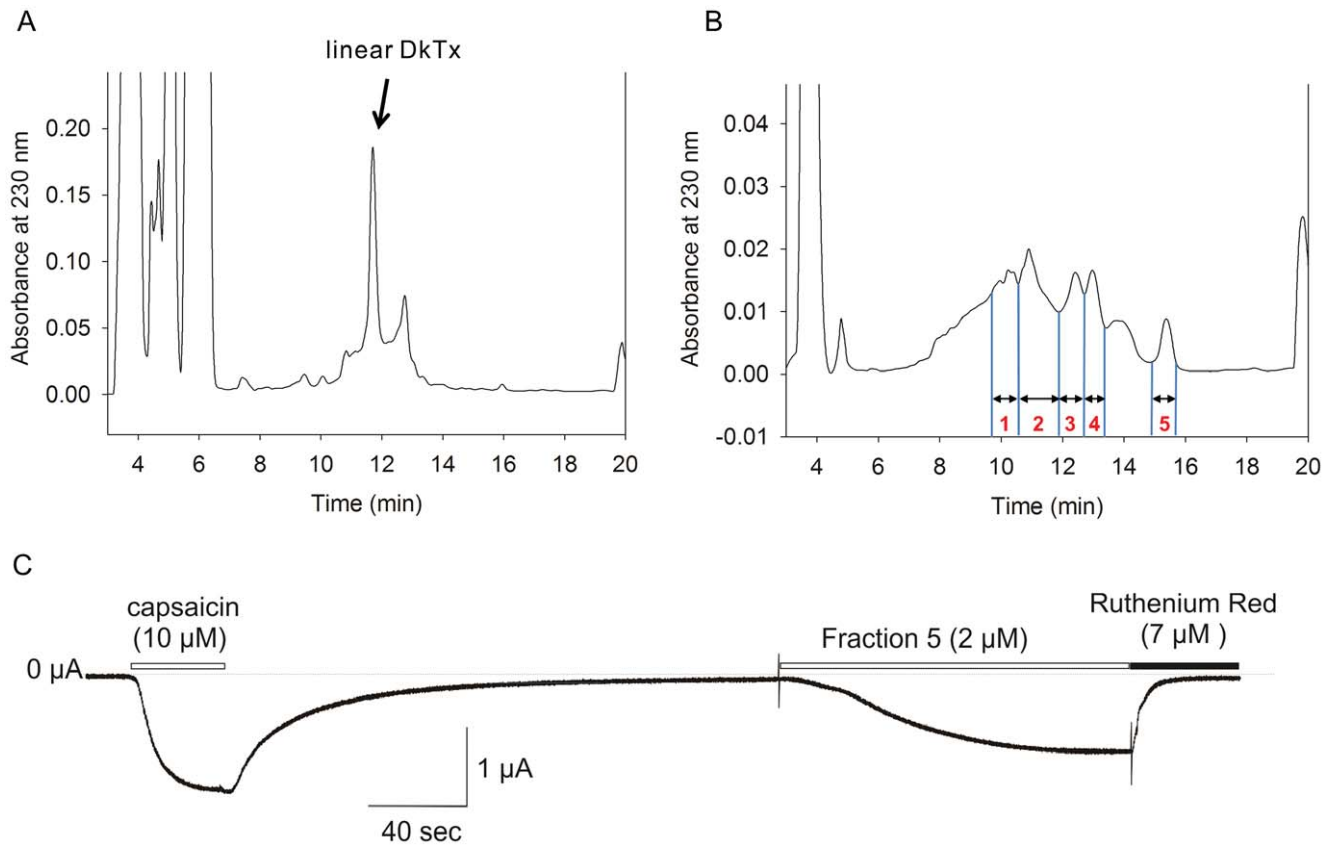 A
linear DkTx
Absorbance at 230 nm
0.20
0.15
0.10
0.05
0.00
4 6 8 10 12 14 16 18 20
Time (min)
B
Absorbance at 230 nm
0.04
0.03
0.02
0.01
0.00
-0.01
1 2 3 4 5
4 6 8 10 12 14 16 18 20
Time (min)
C
capsaicin
(10 µM)
0 µA
Fraction 5 (2 µM)
Ruthenium Red
(7 µM )
1 µA
40 sec